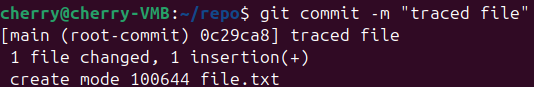 cherry@cherry-VMB:~/repo$ git commit -m "traced file"
[main (root-commit) 0c29ca8] traced file
 1 file changed, 1 insertion(+)
 create mode 100644 file.txt